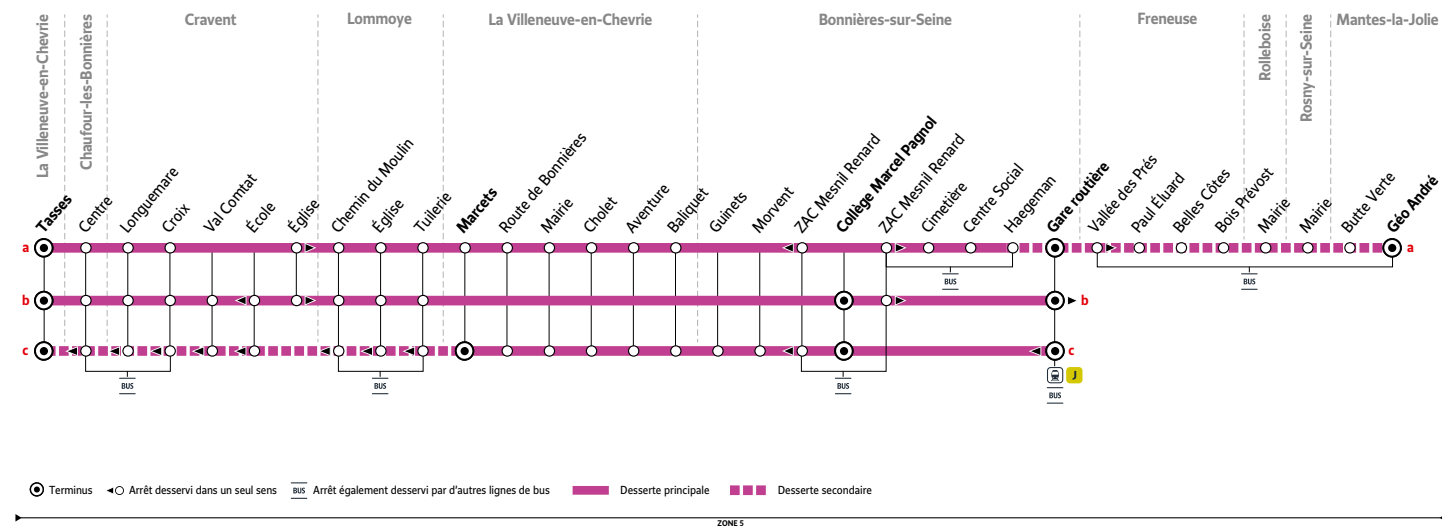 La Villeneuve-en-Chevrie
Chaufour-les-Bonnières
Cravent
Lommoye
La Villeneuve-en-Chevrie
Bonnières-sur-Seine
Freneuse
Rolleboise
Rosny-sur-Seine
Mantes-la-Jolie
Tasses
Centre
Longuemare
Croix
Val Comtat
École
Église
Chemin du Moulin
Église
Tuilerie
Marcets
Route de Bonnières
Mairie
Cholet
Aventure
Baliquet
Guinets
Morvent
ZAC Mesnil Renard
Collège Marcel Pagnol
ZAC Mesnil Renard
Cimetière
Centre Social
Haegeman
Gare routière
Vallée des Prés
Paul Éluard
Belles Côtes
Bois Prévost
Mairie
Mairie
Butte Verte
Géo André
a
a
BUS
BUS
b
b
c
c
BUS
BUS
BUS
J
BUS
Terminus
Arrêt desservi dans un seul sens
BUS
Arrêt également desservi par d'autres lignes de bus
Desserte principale
Desserte secondaire
ZONE 5